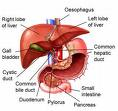 Oesophagus
Right lobe
of liver
Left lobe
of liver
Gall
bladder
Common
hepatic
duct
Cystic
duct
Common
bile duct
Small
intestine
Duodenum
Pylorus
Pancreas